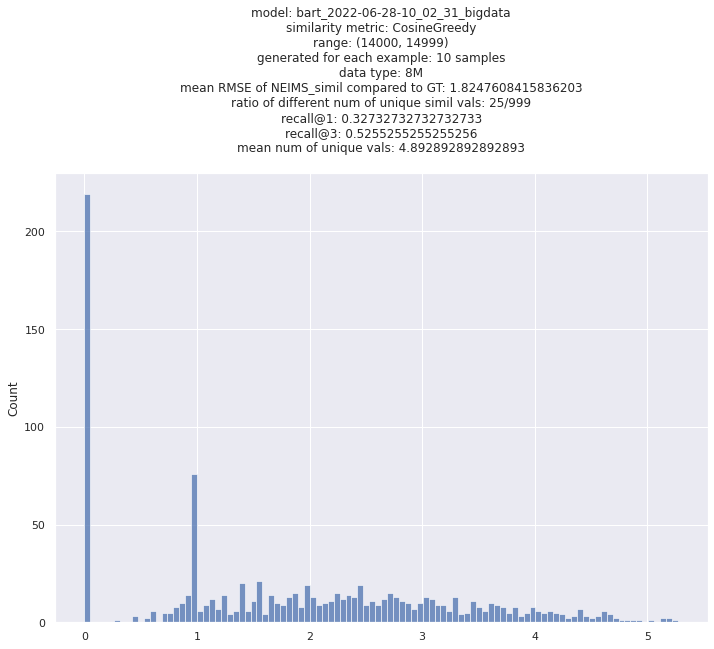 model: bart_2022-06-28-10_02_31_bigdata
similarity metric: CosineGreedy
range: (14000, 14999)
generated for each example: 10 samples
data type: 8M
mean RMSE of NEIMS_simil compared to GT: 1.8247608415836203
ratio of different num of unique simil vals: 25/999
recall@1: 0.32732732732732733
recall@3: 0.5255255255255256
mean num of unique vals: 4.892892892892893
200
150
100
50
0
Count
0 1 2 3 4 5